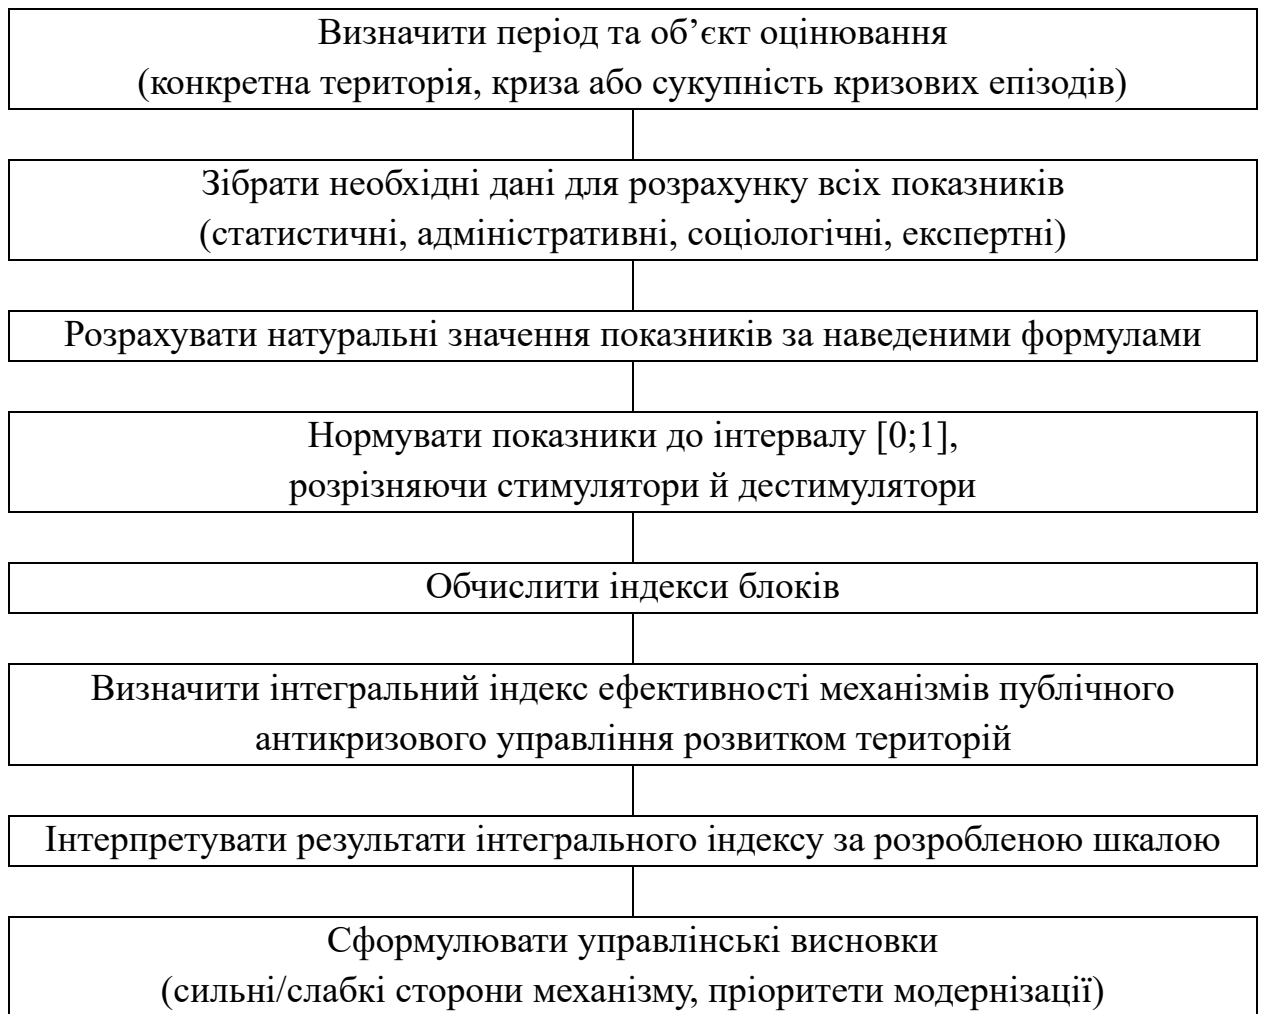 Визначити період та об’єкт оцінювання
(конкретна територія, криза або сукупність кризових епізодів)
Зібрати необхідні дані для розрахунку всіх показників
(статистичні, адміністративні, соціологічні, експертні)
Розрахувати натуральні значення показників за наведеними формулами
Нормувати показники до інтервалу [0;1],
розрізняючи стимулятори й дестимулятори
Обчислити індекси блоків
Визначити інтегральний індекс ефективності механізмів публічного
антикризового управління розвитком територій
Інтерпретувати результати інтегрального індексу за розробленою шкалою
Сформулювати управлінські висновки
(сильні/слабкі сторони механізму, пріоритети модернізації)